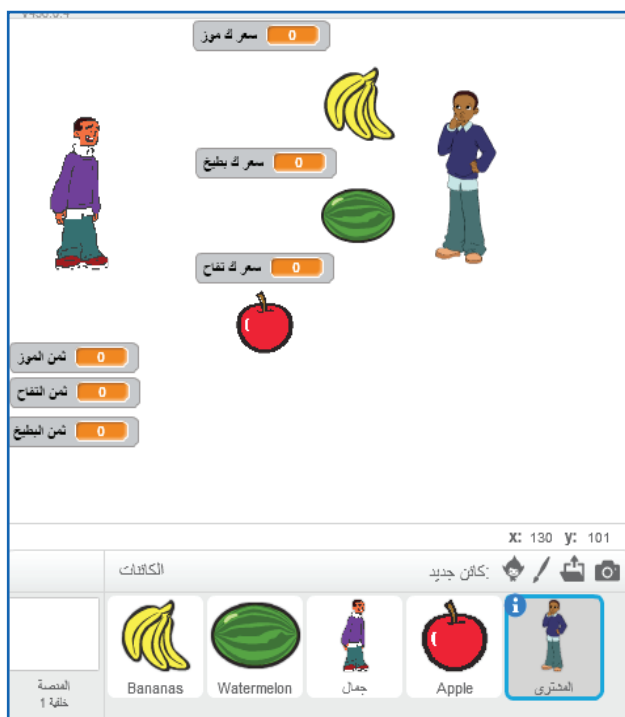 0 سعر ك موز
0 سعر ك بطيخ
0 سعر ك تفاح
0 ثمن الموز
0 ثمن التفاح
0 ثمن البطيخ
x: 130 y: 101
الكائنات
كائن جديد:
Bananas
Watermelon
جمال
Apple
المشترى
المنصة
خلفية 1